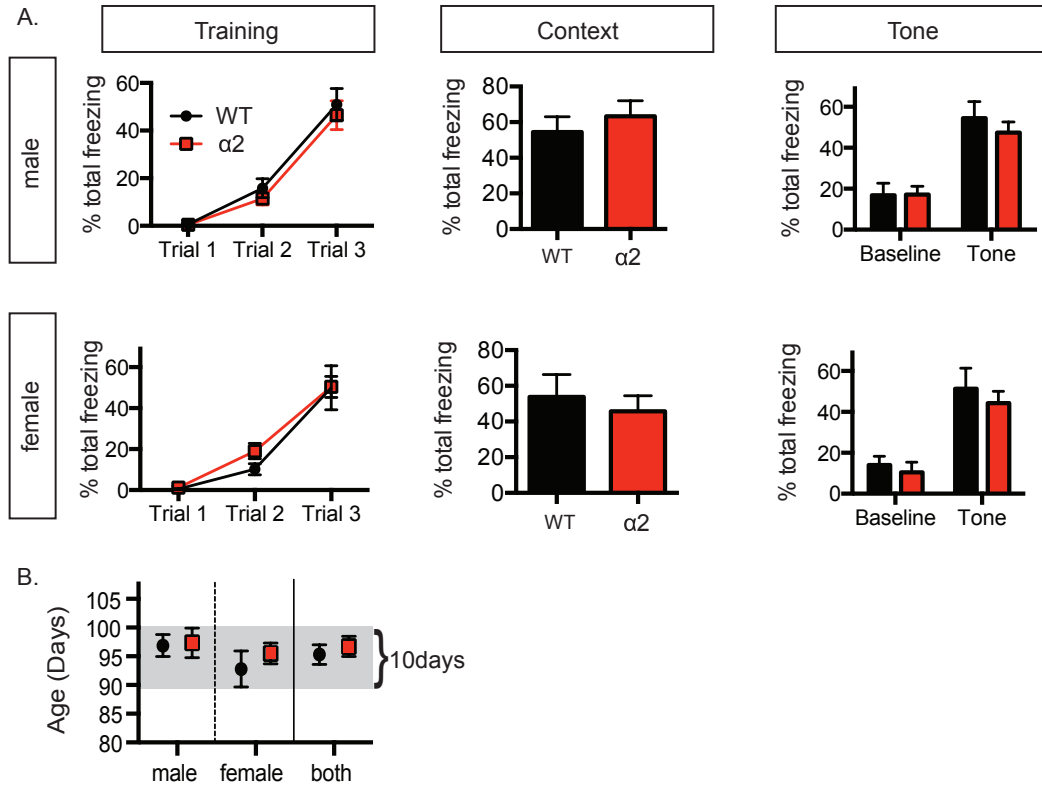 A.
Training
Context
Tone
male
% total freezing
60
40
20
0
WT
α2
Trial 1 Trial 2 Trial 3
% total freezing
80
60
40
20
0
WT α2
% total freezing
60
40
20
0
Baseline Tone
female
% total freezing
60
40
20
0
Trial 1 Trial 2 Trial 3
% total freezing
80
60
40
20
0
WT α2
% total freezing
60
40
20
0
Baseline Tone
B.
Age (Days)
105
100
95
90
85
80
10days
male female both